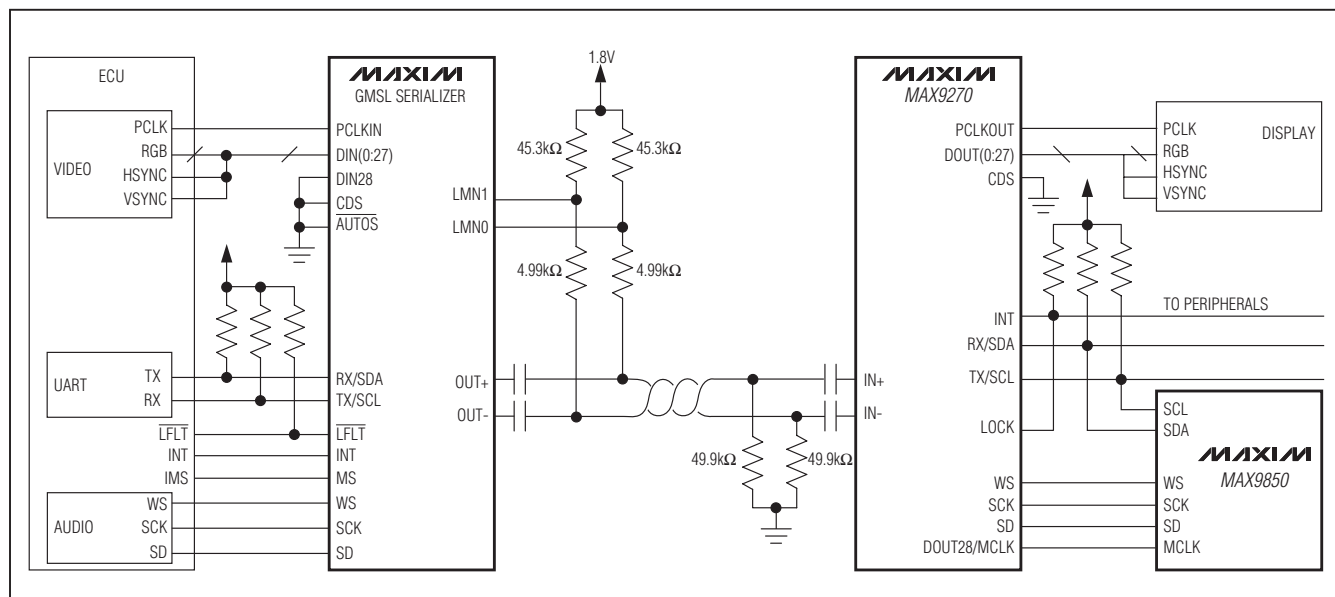 ECU
VIDEO
PCLK
RGB
HSYNC
VSYNC
UART
TX
RX
LFLT
INT
IMS
AUDIO
WS
SCK
SD
MAXIM
GMSL SERIALIZER
PCLKIN
DIN(0:27)
DIN28
CDS
AUTOS
RX/SDA
TX/SCL
LFLT
INT
MS
WS
SCK
SD
LMN1
LMN0
OUT+
OUT-
1.8V
45.3kΩ
45.3kΩ
4.99kΩ
4.99kΩ
49.9kΩ
49.9kΩ
MAXIM
MAX9270
IN+
IN-
PCLKOUT
DOUT(0:27)
CDS
INT
RX/SDA
TX/SCL
LOCK
WS
SCK
SD
DOUT28/MCLK
PCLK
RGB
HSYNC
VSYNC
DISPLAY
TO PERIPHERALS
SCL
SDA
MAXIM
MAX9850
WS
SCK
SD
MCLK